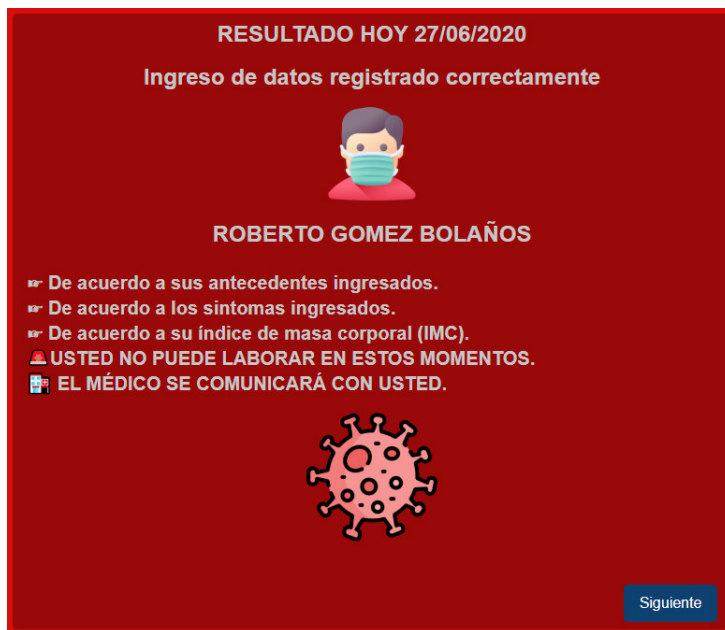 RESULTADO HOY 27/06/2020
Ingreso de datos registrado correctamente
ROBERTO GOMEZ BOLAÑOS
☞ De acuerdo a sus antecedentes ingresados.
☞ De acuerdo a los sintomas ingresados.
☞ De acuerdo a su índice de masa corporal (IMC).
🚨USTED NO PUEDE LABORAR EN ESTOS MOMENTOS.
🏥 EL MÉDICO SE COMUNICARÁ CON USTED.
Siguiente